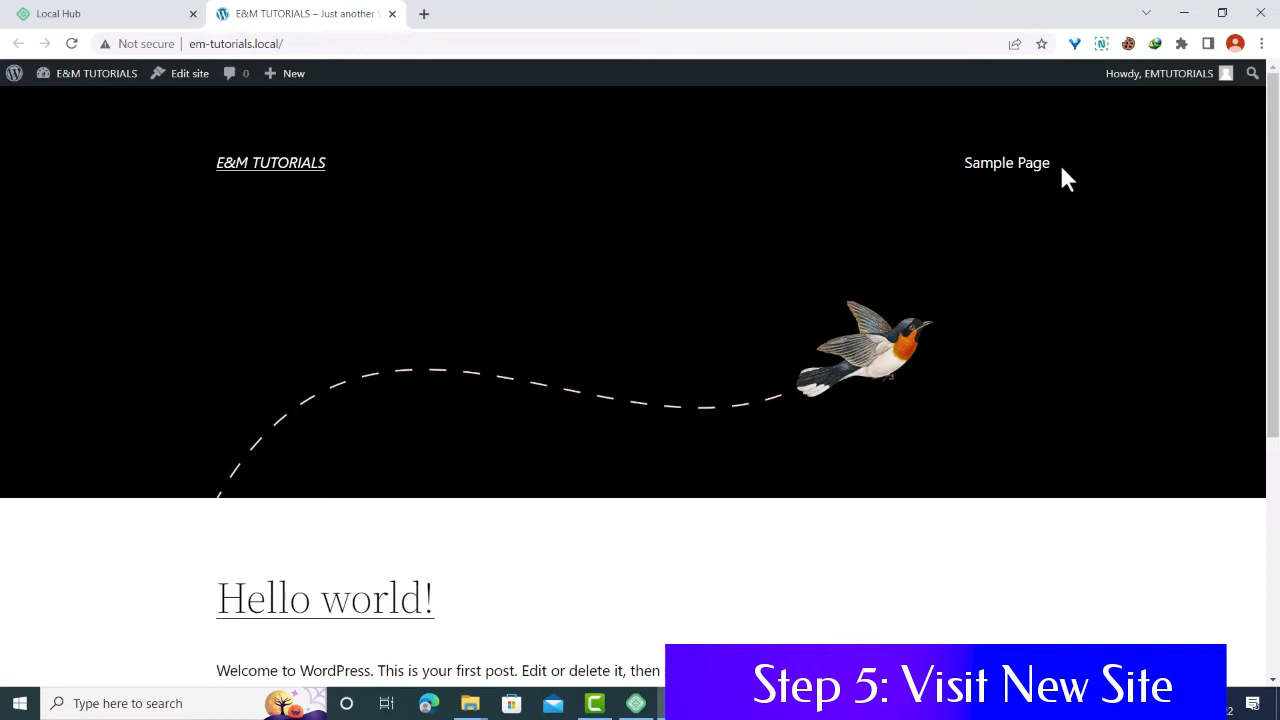 Local Hub
E&M TUTORIALS – Just another
Not secure | em-tutorials.local/
E&M TUTORIALS Edit site 0 New Howdy, EMTUTORIALS
E&M TUTORIALS Sample Page
Hello world!
Welcome to WordPress. This is your first post. Edit or delete it, then
Type here to search
Step 5: Visit New Site